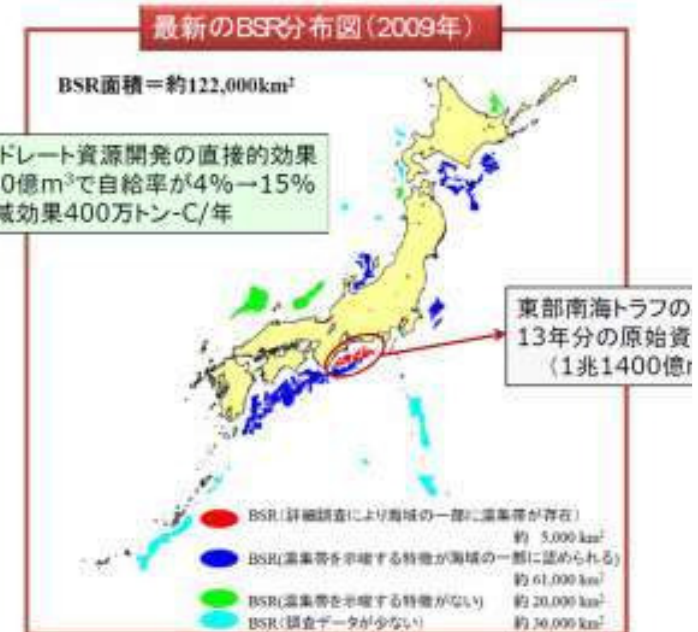 最新のBSR分布図(2009年)
BSR面積=約122,000km²
ドレート資源開発の直接的効果
0億m³で自給率が4%→15%
減効果400万トン-C/年
東部南海トラフの
13年分の原始資
(1兆1400億m
BSR(詳細調査により海域の一部に濃集帯が存在)
約 5,000 km²
BSR(濃集帯を示唆する特徴が海域の一部に認められる)
約 61,000 km²
BSR(濃集帯を示唆する特徴がない) 約 20,000 km²
BSR(調査データが少ない) 約 36,000 km²